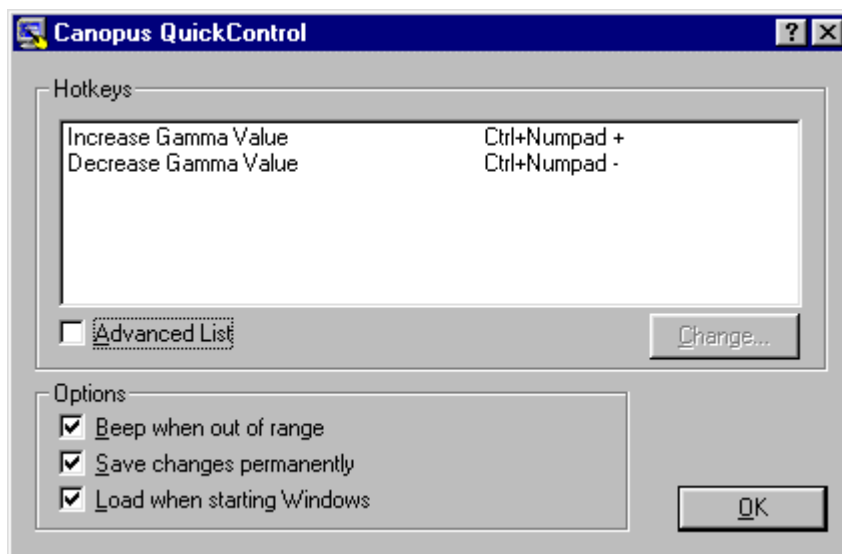 Canopus QuickControl
Hotkeys
Increase Gamma Value Ctrl+Numpad +
Decrease Gamma Value Ctrl+Numpad -
Advanced List
Change...
Options
Beep when out of range
Save changes permanently
Load when starting Windows
OK